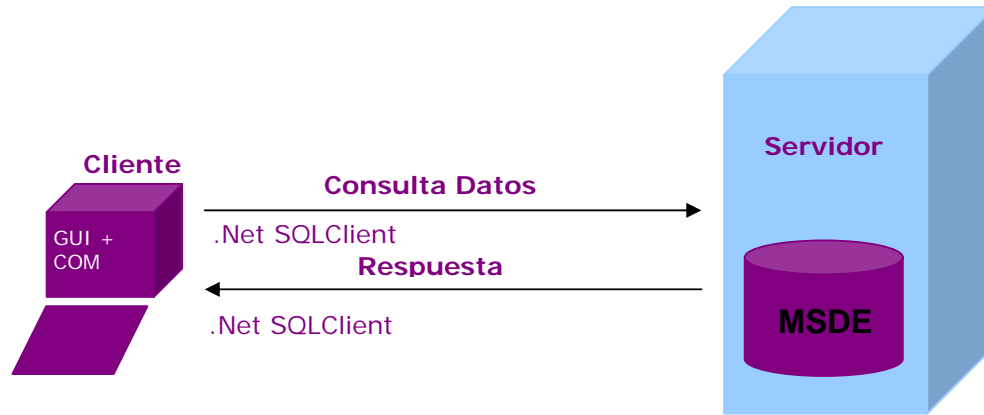 Servidor
Cliente
Consulta Datos
GUI +
COM
.Net SQLClient
Respuesta
MSDE
.Net SQLClient